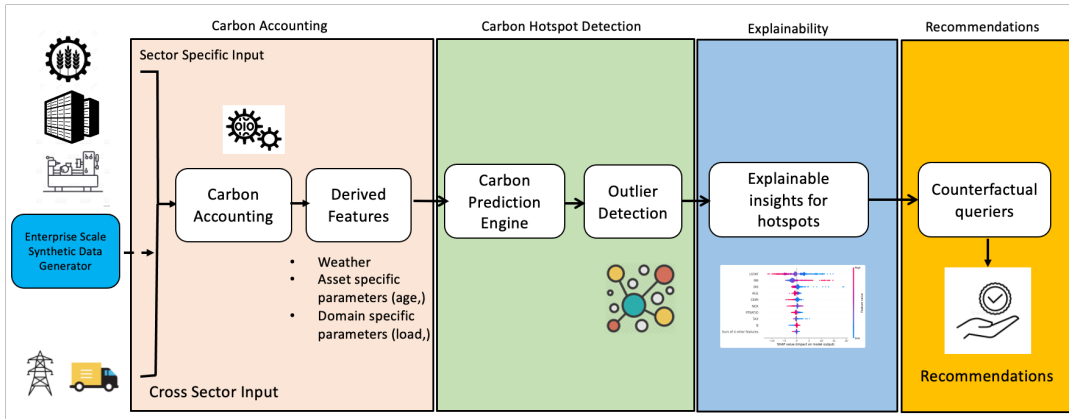 Carbon Accounting
Carbon Hotspot Detection
Explainability
Recommendations
Sector Specific Input
Enterprise Scale
Synthetic Data
Generator
Cross Sector Input
Carbon
Accounting
Derived
Features
• Weather
• Asset specific
parameters (age,)
• Domain specific
parameters (load,)
Carbon
Prediction
Engine
Outlier
Detection
Explainable
insights for
hotspots
Counterfactual
queriers
Recommendations